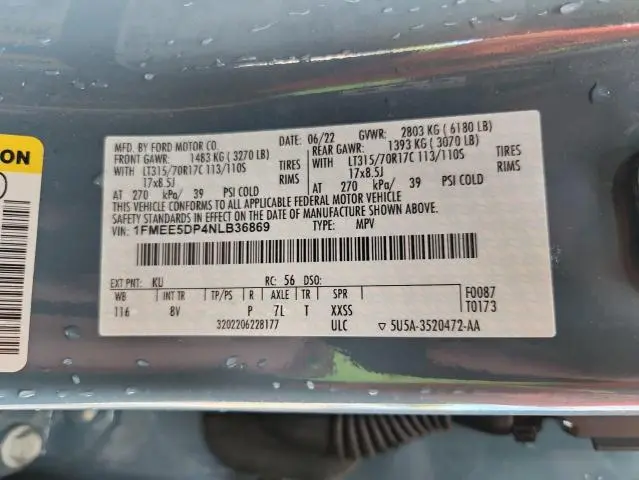 ION
MFD. BY FORD MOTOR CO. DATE: 06/22 GVWR: 2803 KG ( 6180 LB)
FRONT GAWR: 1483 KG ( 3270 LB) REAR GAWR: 1393 KG ( 3070 LB)
WITH LT315/70R17C 113/110S TIRES WITH LT315/70R17C 113/110S TIRES
17x8.5J RIMS 17x8.5J RIMS
AT 270 kPa/ 39 PSI COLD AT 270 kPa/ 39 PSI COLD
THIS VEHICLE CONFORMS TO ALL APPLICABLE FEDERAL MOTOR VEHICLE
SAFETY STANDARDS IN EFFECT ON THE DATE OF MANUFACTURE SHOWN ABOVE.
VIN: 1FMEE5DP4NLB36869 TYPE: MPV
EXT PNT: KU RC: 56 DSO:
WB INT TR TP/PS R AXLE TR SPR F0087
116 8V P 7L T XXSS T0173
3202206228177 ULC 5U5A-3520472-AA